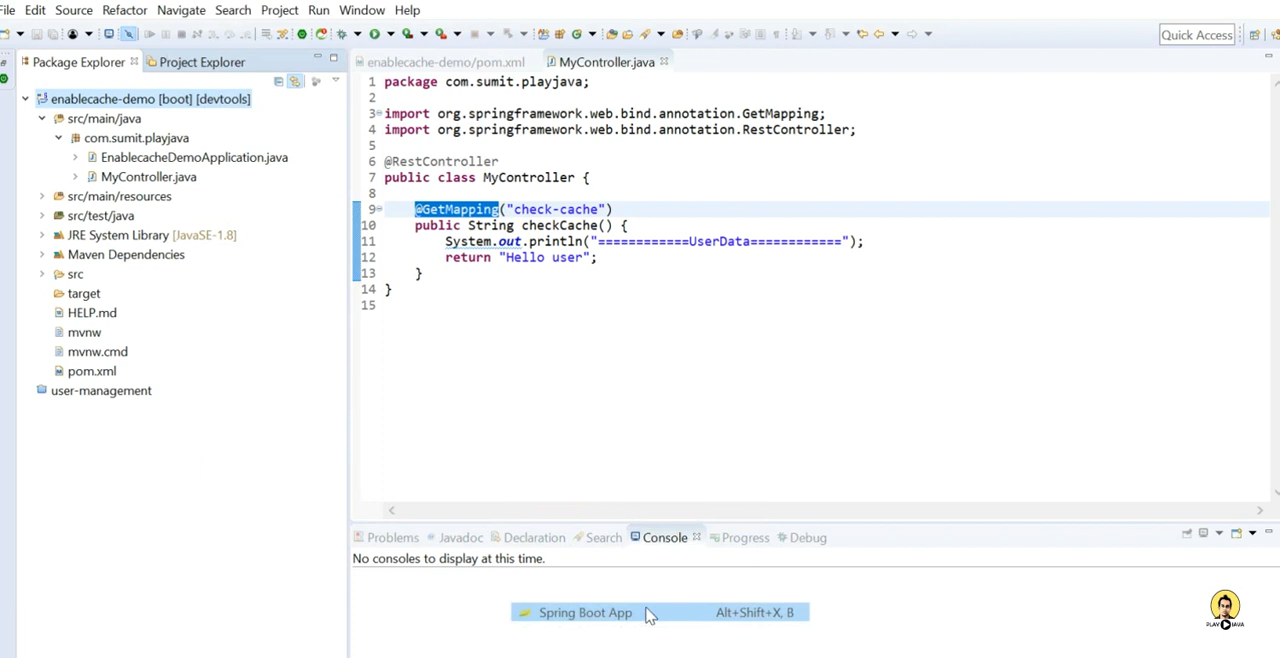 File Edit Source Refactor Navigate Search Project Run Window Help
Quick Access
Package Explorer
Project Explorer
enablecache-demo/pom.xml
MyController.java
enablecache-demo [boot] [devtools]
src/main/java
com.sumit.playjava
EnablecacheDemoApplication.java
MyController.java
src/main/resources
src/test/java
JRE System Library [JavaSE-1.8]
Maven Dependencies
src
target
HELP.md
mvnw
mvnw.cmd
pom.xml
user-management
1 package com.sumit.playjava;
2
3 import org.springframework.web.bind.annotation.GetMapping;
4 import org.springframework.web.bind.annotation.RestController;
5
6 @RestController
7 public class MyController {
8
9 @GetMapping("check-cache")
10 public String checkCache() {
11 System.out.println("============UserData============");
12 return "Hello user";
13 }
14 }
15
Problems Javadoc Declaration Search Console Progress Debug
No consoles to display at this time.
Spring Boot App Alt+Shift+X, B
PLAY JAVA